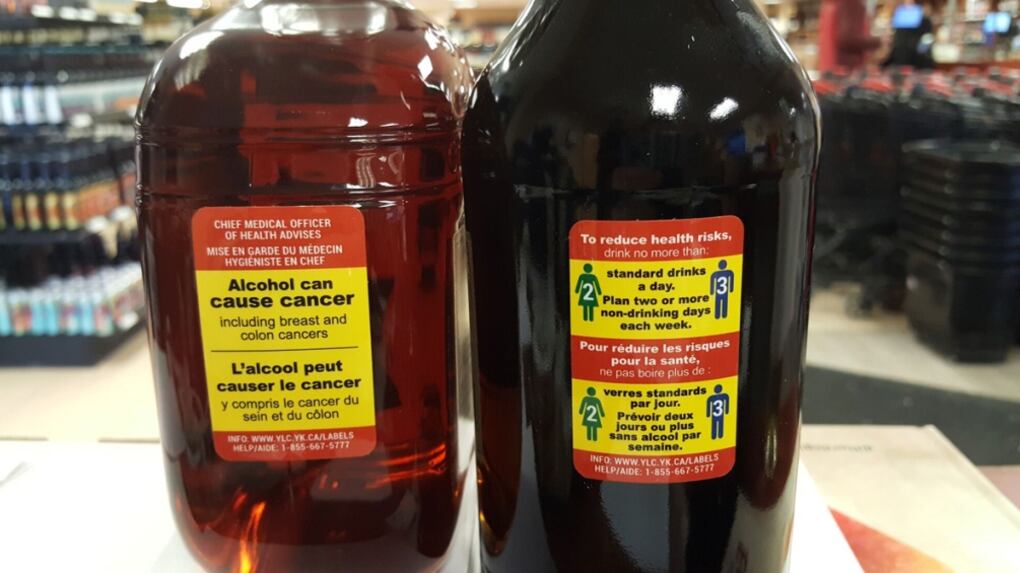 CHIEF MEDICAL OFFICER
OF HEALTH ADVISES
MISE EN GARDE DU MÉDECIN
HYGIÉNISTE EN CHEF
Alcohol can
cause cancer
including breast and
colon cancers
L'alcool peut
causer le cancer
y compris le cancer du
sein et du côlon
INFO: WWW.YLC.YK.CA/LABELS
HELP/AIDE: 1-855-667-5777
To reduce health risks,
drink no more than:
2 standard drinks 3
a day.
Plan two or more
non-drinking days
each week.
Pour réduire les risques
pour la santé,
ne pas boire plus de :
2 verres standards 3
par jour.
Prévoir deux
jours ou plus
sans alcool par
semaine.
INFO: WWW.YLC.YK.CA/LABELS
HELP/AIDE: 1-855-667-5777